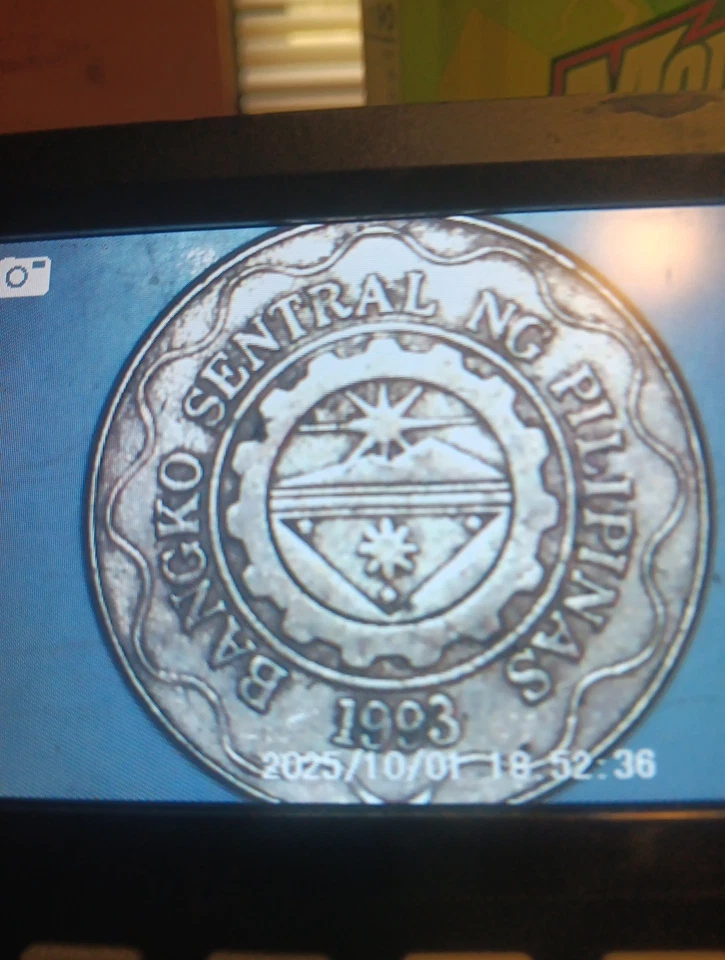 BANGKO SENTRAL NG PILIPINAS
1993
2025/10/01 18:52:36